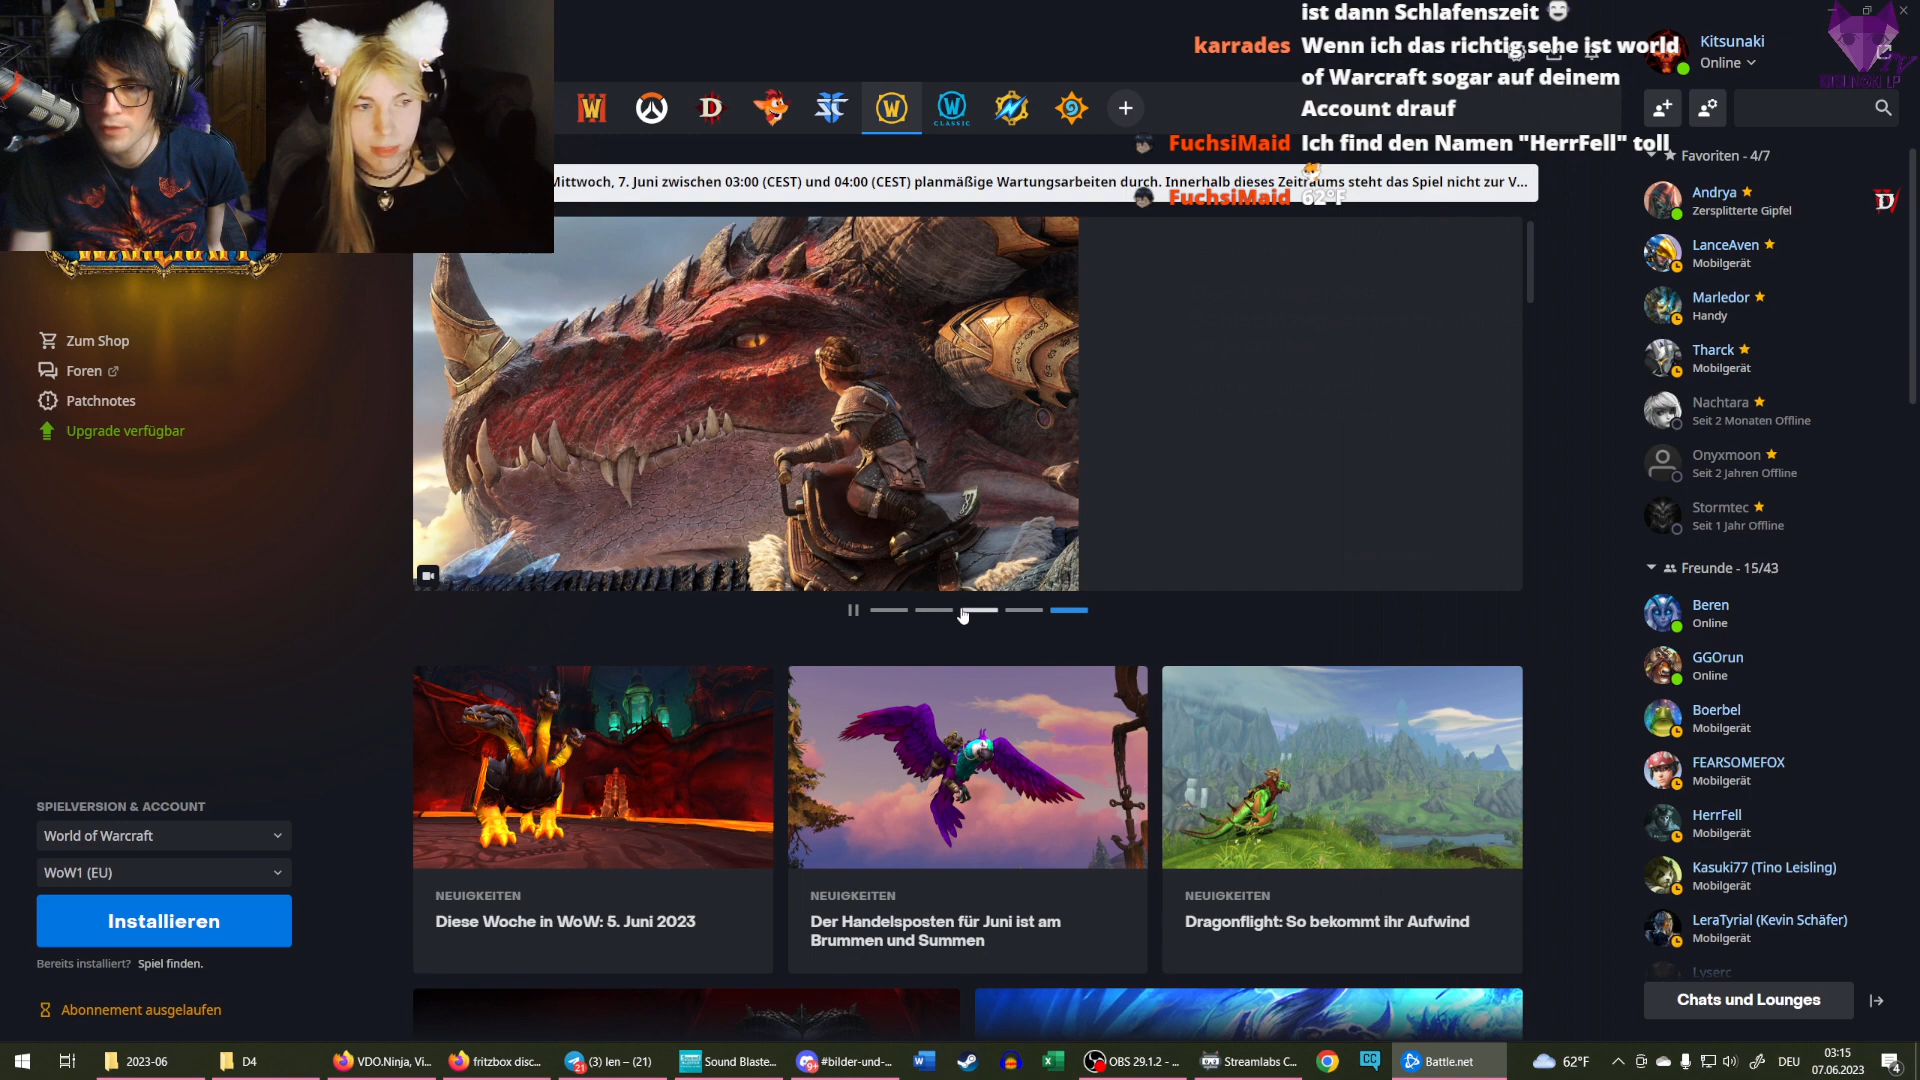 ist dann Schlafenszeit
karrades Wenn ich das richtig sehe ist world
of Warcraft sogar auf deinem
Account drauf
FuchsiMaid Ich find den Namen "HerrFell" toll
FuchsiMaid 62°F
Kitsunaki
Online
CLASSIC
Mittwoch, 7. Juni zwischen 03:00 (CEST) und 04:00 (CEST) planmäßige Wartungsarbeiten durch. Innerhalb dieses Zeitraums steht das Spiel nicht zur V...
Zum Shop
Foren
Patchnotes
Upgrade verfügbar
SPIELVERSION & ACCOUNT
World of Warcraft
WoW1 (EU)
Installieren
Bereits installiert? Spiel finden.
Abonnement ausgelaufen
NEUIGKEITEN
Diese Woche in WoW: 5. Juni 2023
NEUIGKEITEN
Der Handelsposten für Juni ist am
Brummen und Summen
NEUIGKEITEN
Dragonflight: So bekommt ihr Aufwind
Favoriten - 4/7
Andrya
Zersplitterte Gipfel
LanceAven
Mobilgerät
Marledor
Handy
Tharck
Mobilgerät
Nachtara
Seit 2 Monaten Offline
Onyxmoon
Seit 2 Jahren Offline
Stormtec
Seit 1 Jahr Offline
Freunde - 15/43
Beren
Online
GGOrun
Online
Boerbel
Mobilgerät
FEARSOMEFOX
Mobilgerät
HerrFell
Mobilgerät
Kasuki77 (Tino Leisling)
Mobilgerät
LeraTyrial (Kevin Schäfer)
Mobilgerät
Lyserc
Chats und Lounges
2023-06
D4
VDO.Ninja, Vi...
fritzbox disc...
(3) len – (21)
Sound Blaste...
#bilder-und-...
OBS 29.1.2 - ...
Streamlabs C...
Battle.net
62°F
DEU
03:15
07.06.2023
4